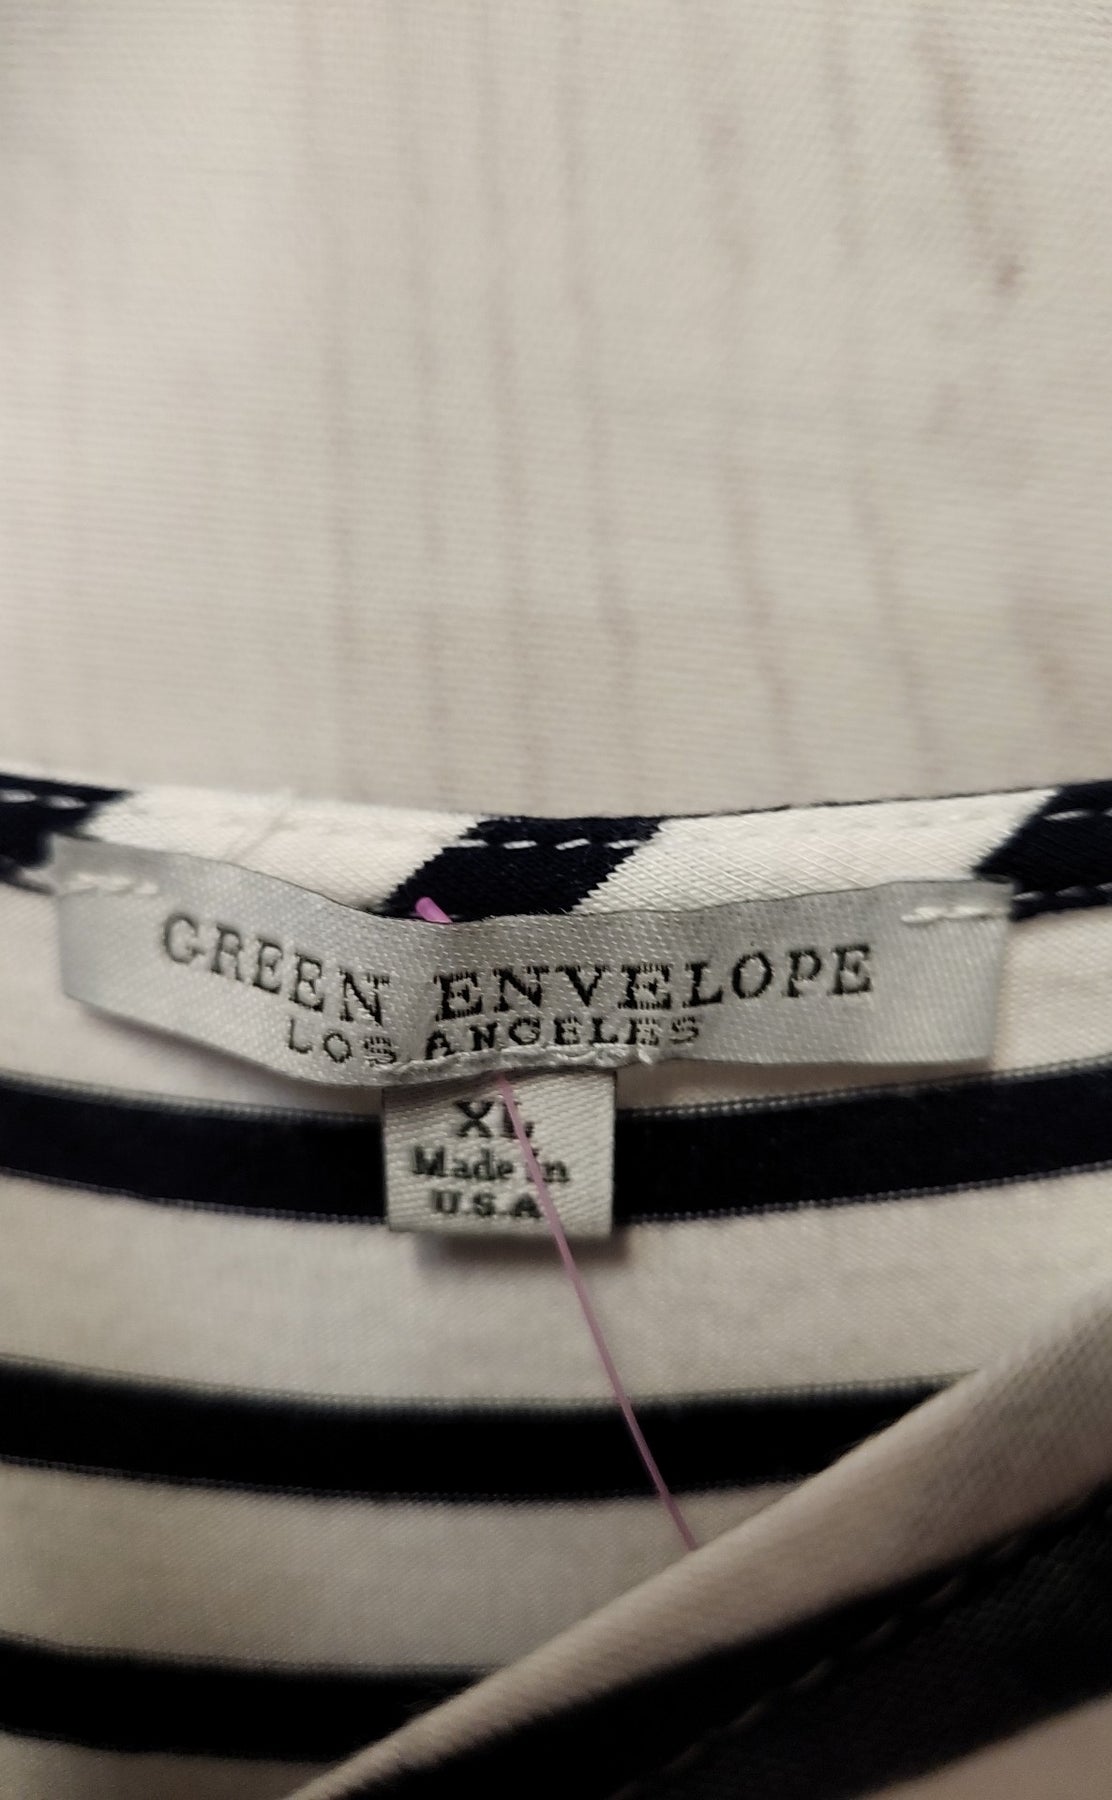 GREEN ENVELOPE
LOS ANGELES
XL
Made in
U.S.A